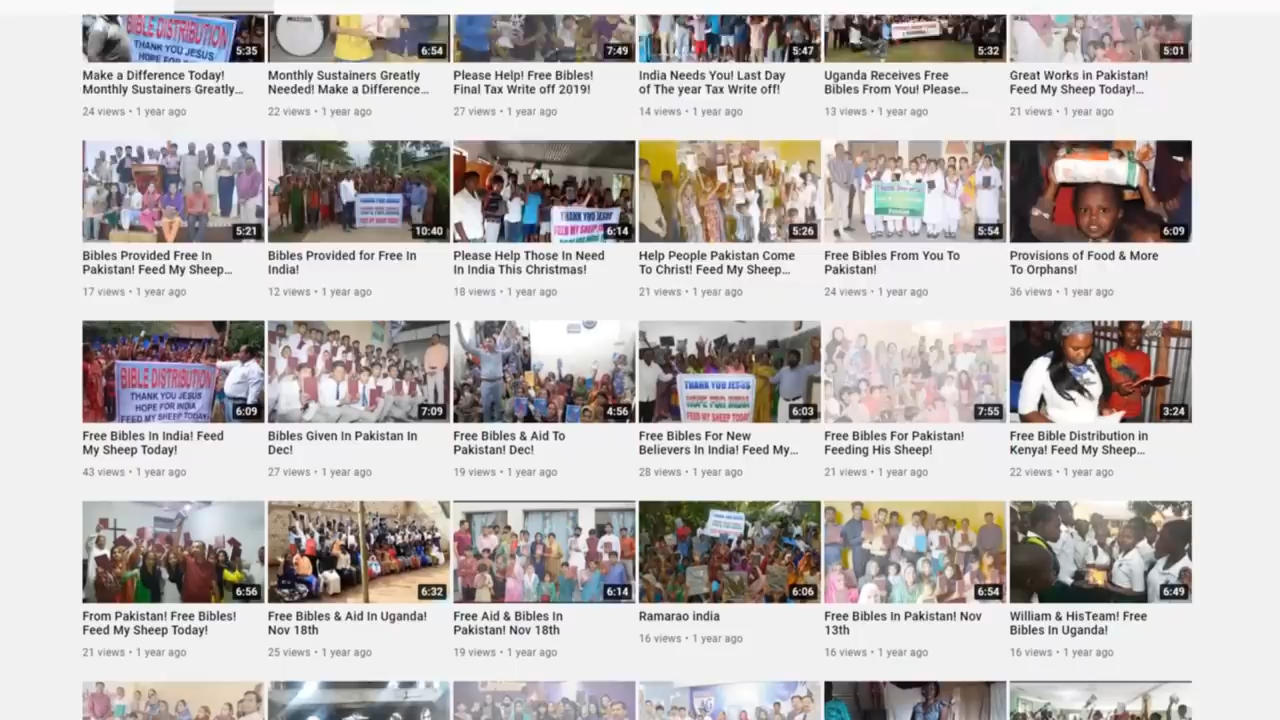 BIBLE DISTRIBUTION
THANK YOU JESUS
5:35
6:54
7:49
5:47
5:32
5:01
Make a Difference Today!
Monthly Sustainers Greatly…
24 views • 1 year ago
Monthly Sustainers Greatly
Needed! Make a Difference…
22 views • 1 year ago
Please Help! Free Bibles!
Final Tax Write off 2019!
27 views • 1 year ago
India Needs You! Last Day
of The year Tax Write off!
14 views • 1 year ago
Uganda Receives Free
Bibles From You! Please…
13 views • 1 year ago
Great Works in Pakistan!
Feed My Sheep Today!…
21 views • 1 year ago
5:21
10:40
THANK YOU JESUS
6:14
5:26
5:54
6:09
Bibles Provided Free In
Pakistan! Feed My Sheep…
17 views • 1 year ago
Bibles Provided for Free In
India!
12 views • 1 year ago
Please Help Those In Need
In India This Christmas!
18 views • 1 year ago
Help People Pakistan Come
To Christ! Feed My Sheep…
21 views • 1 year ago
Free Bibles From You To
Pakistan!
24 views • 1 year ago
Provisions of Food & More
To Orphans!
36 views • 1 year ago
BIBLE DISTRIBUTION
THANK YOU JESUS
HOPE FOR INDIA
FEED MY SHEEP TODAY
6:09
7:09
4:56
THANK YOU JESUS
HOPE FOR INDIA
FEED MY SHEEP TODAY
6:03
7:55
3:24
Free Bibles In India! Feed
My Sheep Today!
43 views • 1 year ago
Bibles Given In Pakistan In
Dec!
27 views • 1 year ago
Free Bibles & Aid To
Pakistan! Dec!
19 views • 1 year ago
Free Bibles For New
Believers In India! Feed My…
28 views • 1 year ago
Free Bibles For Pakistan!
Feeding His Sheep!
21 views • 1 year ago
Free Bible Distribution in
Kenya! Feed My Sheep…
22 views • 1 year ago
6:56
6:32
6:14
6:06
6:54
6:49
From Pakistan! Free Bibles!
Feed My Sheep Today!
21 views • 1 year ago
Free Bibles & Aid In Uganda!
Nov 18th
25 views • 1 year ago
Free Aid & Bibles In
Pakistan! Nov 18th
19 views • 1 year ago
Ramarao india
16 views • 1 year ago
Free Bibles In Pakistan! Nov
13th
16 views • 1 year ago
William & HisTeam! Free
Bibles In Uganda!
16 views • 1 year ago